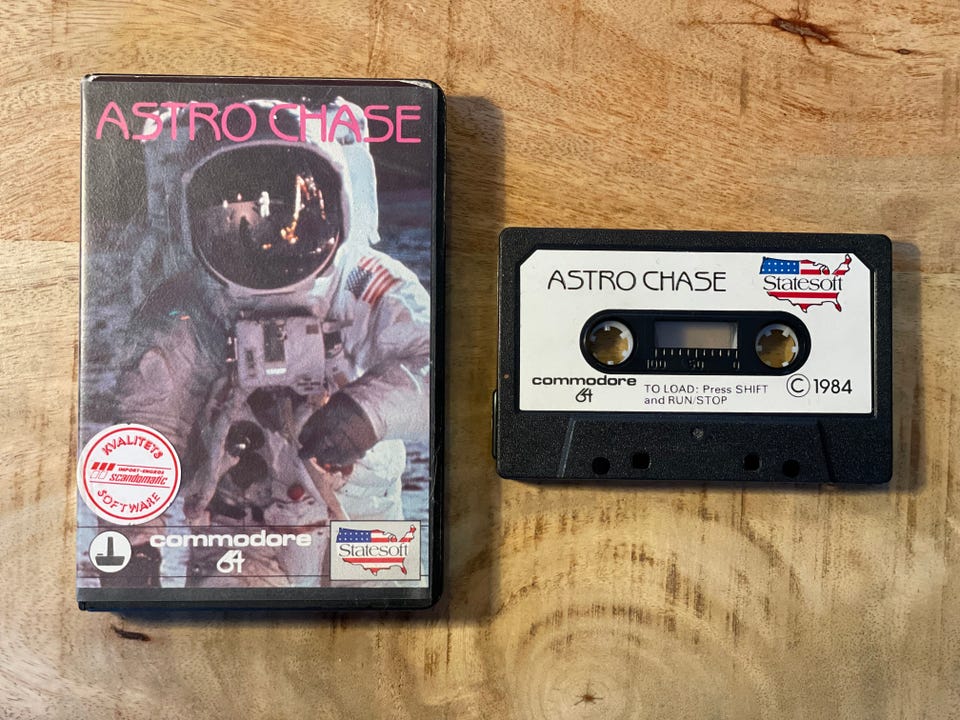 ASTRO CHASE
KVALITETS
IMPORT-ENGROS
scandomatic
SOFTWARE
commodore
64
Statesoft
ASTRO CHASE
Statesoft
100 50 0
commodore
64
TO LOAD: Press SHIFT
and RUN/STOP
© 1984